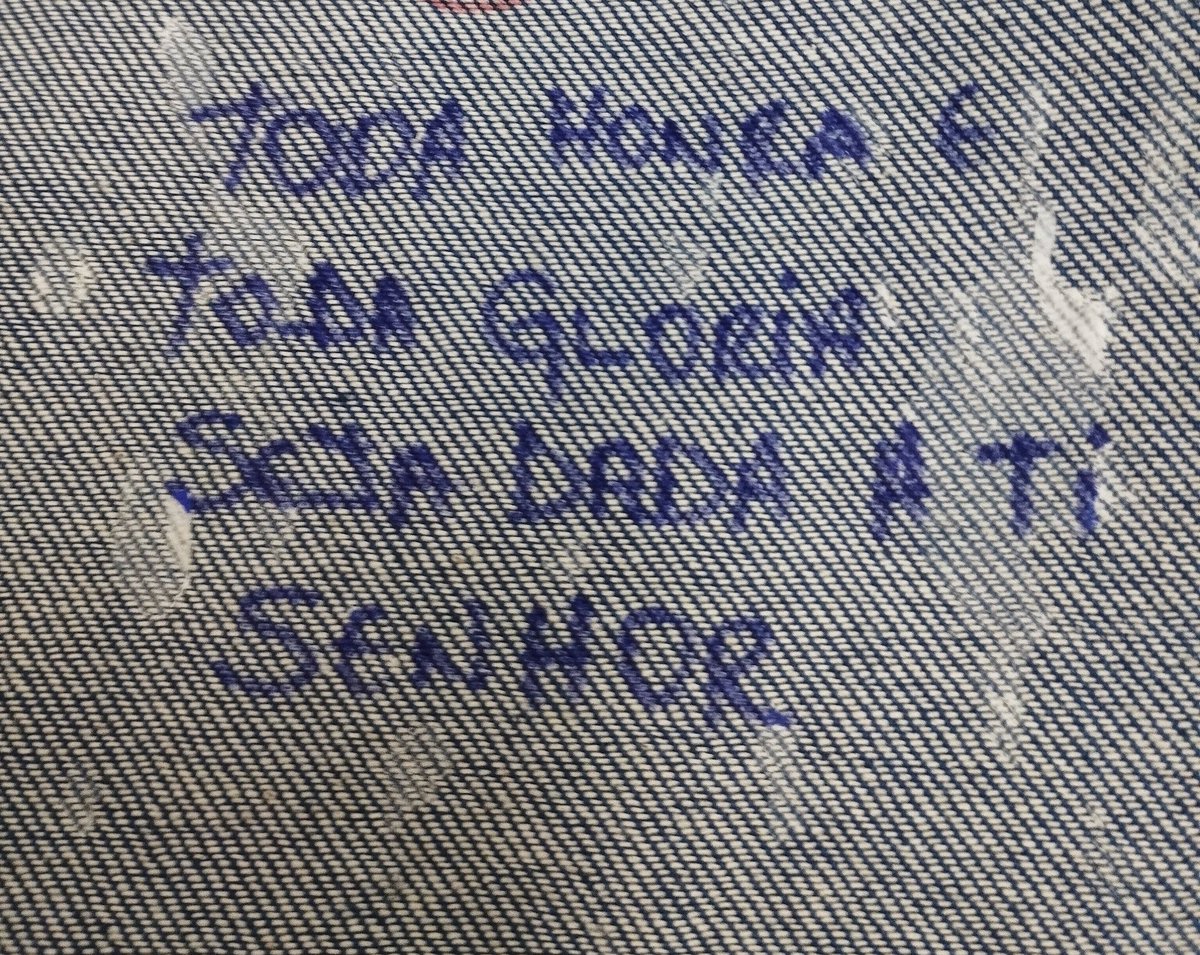 TODA HONRA E
TODA GLORiA
SEJA DADA A Ti
SENHOR